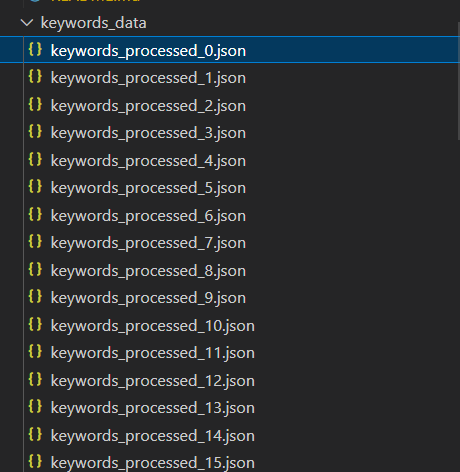 keywords_data
{} keywords_processed_0.json
{} keywords_processed_1.json
{} keywords_processed_2.json
{} keywords_processed_3.json
{} keywords_processed_4.json
{} keywords_processed_5.json
{} keywords_processed_6.json
{} keywords_processed_7.json
{} keywords_processed_8.json
{} keywords_processed_9.json
{} keywords_processed_10.json
{} keywords_processed_11.json
{} keywords_processed_12.json
{} keywords_processed_13.json
{} keywords_processed_14.json
{} keywords_processed_15.json